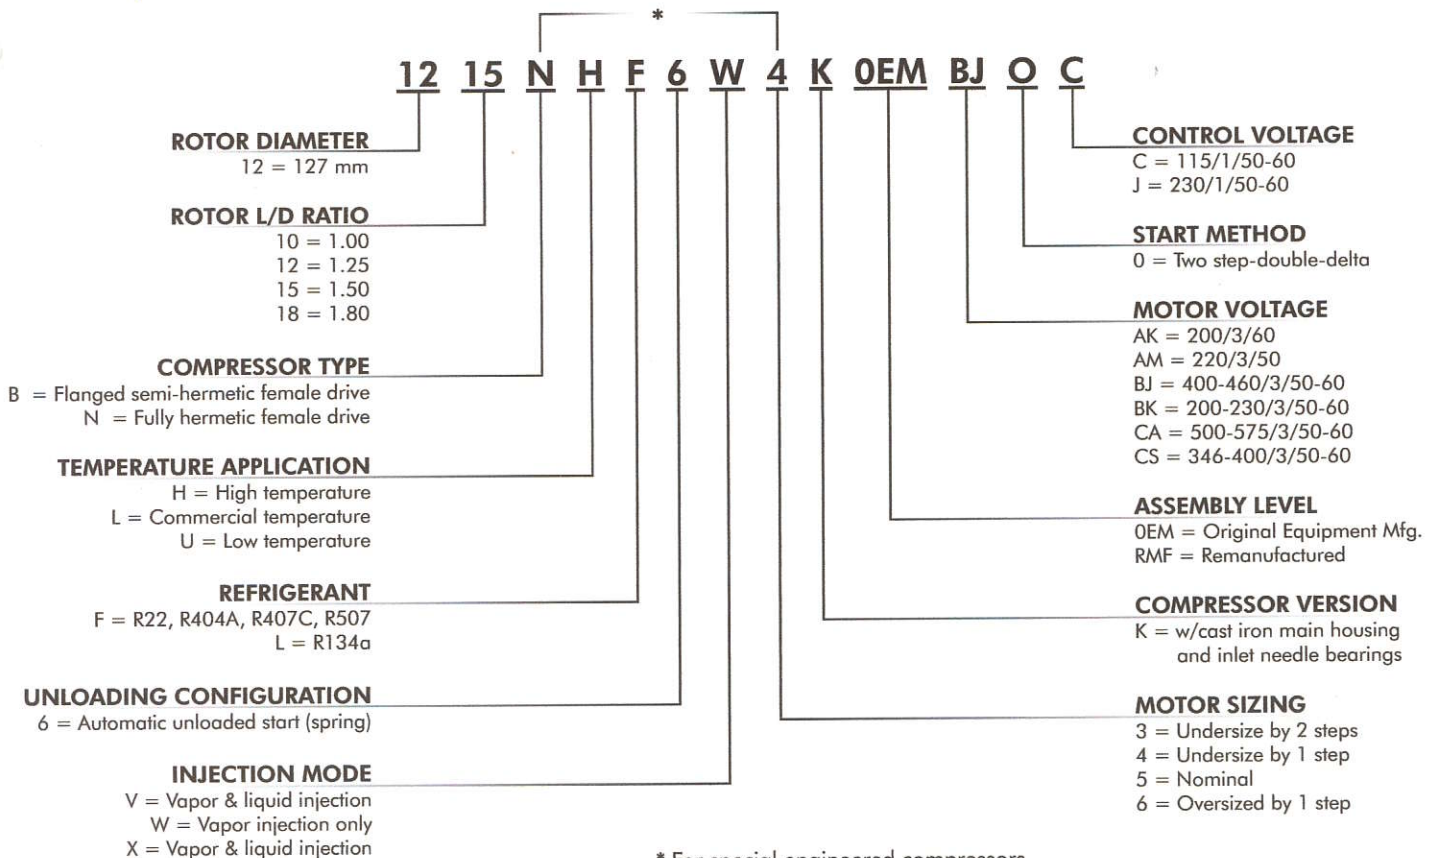 *
12 15 N H F 6 W 4 K 0EM BJ O C
ROTOR DIAMETER
12 = 127 mm
ROTOR L/D RATIO
10 = 1.00
12 = 1.25
15 = 1.50
18 = 1.80
COMPRESSOR TYPE
B = Flanged semi-hermetic female drive
N = Fully hermetic female drive
TEMPERATURE APPLICATION
H = High temperature
L = Commercial temperature
U = Low temperature
REFRIGERANT
F = R22, R404A, R407C, R507
L = R134a
UNLOADING CONFIGURATION
6 = Automatic unloaded start (spring)
INJECTION MODE
V = Vapor & liquid injection
W = Vapor injection only
X = Vapor & liquid injection
CONTROL VOLTAGE
C = 115/1/50-60
J = 230/1/50-60
START METHOD
0 = Two step-double-delta
MOTOR VOLTAGE
AK = 200/3/60
AM = 220/3/50
BJ = 400-460/3/50-60
BK = 200-230/3/50-60
CA = 500-575/3/50-60
CS = 346-400/3/50-60
ASSEMBLY LEVEL
0EM = Original Equipment Mfg.
RMF = Remanufactured
COMPRESSOR VERSION
K = w/cast iron main housing
and inlet needle bearings
MOTOR SIZING
3 = Undersize by 2 steps
4 = Undersize by 1 step
5 = Nominal
6 = Oversized by 1 step
* For special engineered compressors